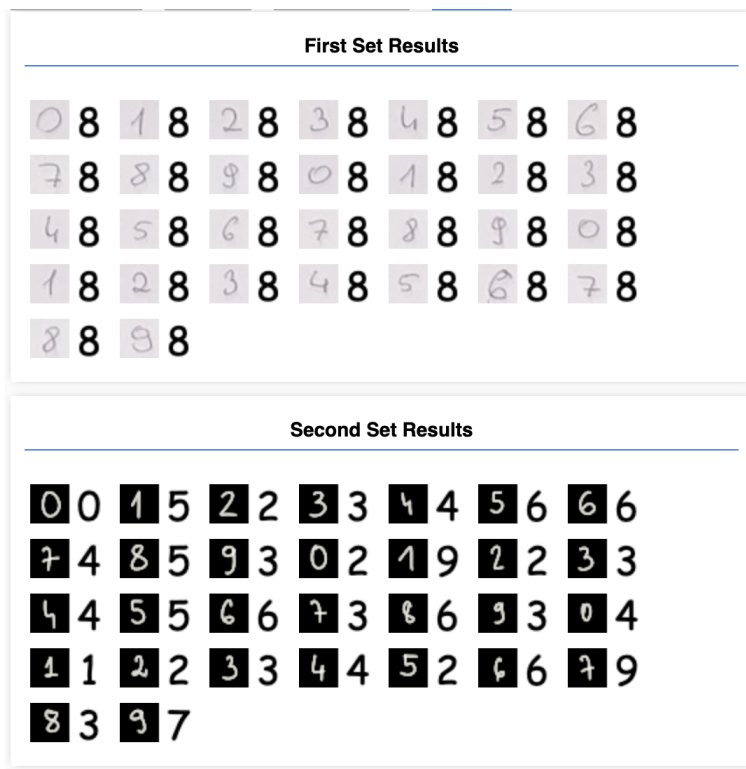 First Set Results
0 8 1 8 2 8 3 8 4 8 5 8 6 8
7 8 8 8 9 8 0 8 1 8 2 8 3 8
4 8 5 8 6 8 7 8 8 8 9 8 0 8
1 8 2 8 3 8 4 8 5 8 6 8 7 8
8 8 9 8
Second Set Results
0 0 1 5 2 2 3 3 4 4 5 6 6 6
7 4 8 5 9 3 0 2 1 9 2 2 3 3
4 4 5 5 6 6 7 3 8 6 9 3 0 4
1 1 2 2 3 3 4 4 5 2 6 6 7 9
8 3 9 7